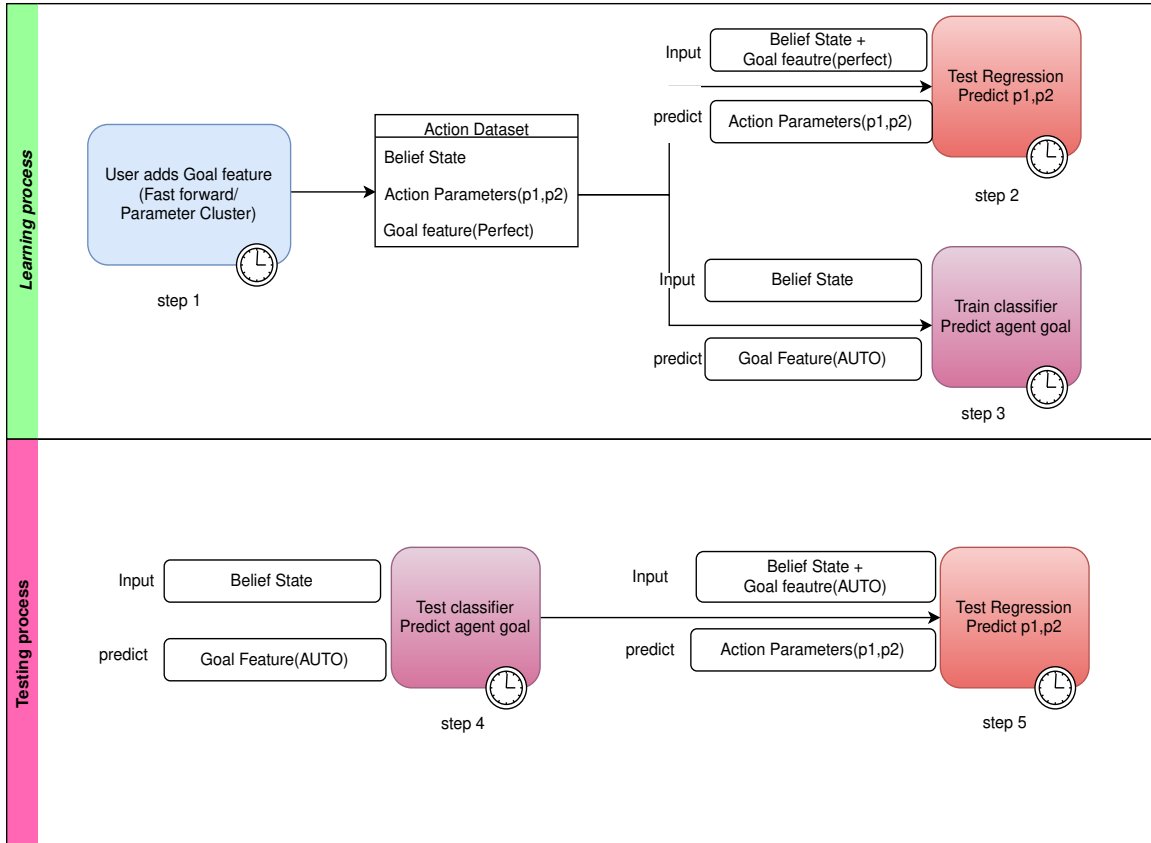 Learning process
User adds Goal feature
(Fast forward/
Parameter Cluster)
step 1
Action Dataset
Belief State
Action Parameters(p1,p2)
Goal feature(Perfect)
Input
Belief State +
Goal feautre(perfect)
predict
Action Parameters(p1,p2)
Test Regression
Predict p1,p2
step 2
Input
Belief State
predict
Goal Feature(AUTO)
Train classifier
Predict agent goal
step 3
Testing process
Input
Belief State
predict
Goal Feature(AUTO)
Test classifier
Predict agent goal
step 4
Input
Belief State +
Goal feautre(AUTO)
predict
Action Parameters(p1,p2)
Test Regression
Predict p1,p2
step 5